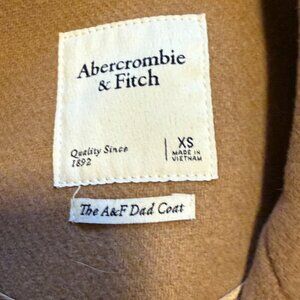 Abercrombie
& Fitch
Quality Since
1892
XS
MADE IN
VIETNAM
The A&F Dad Coat